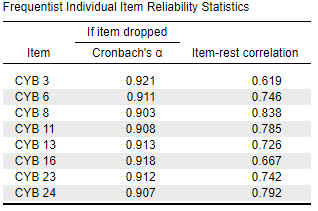 Frequentist Individual Item Reliability Statistics
If item dropped
Item Cronbach's α Item-rest correlation
CYB 3 0.921 0.619
CYB 6 0.911 0.746
CYB 8 0.903 0.838
CYB 11 0.908 0.785
CYB 13 0.913 0.726
CYB 16 0.918 0.667
CYB 23 0.912 0.742
CYB 24 0.907 0.792